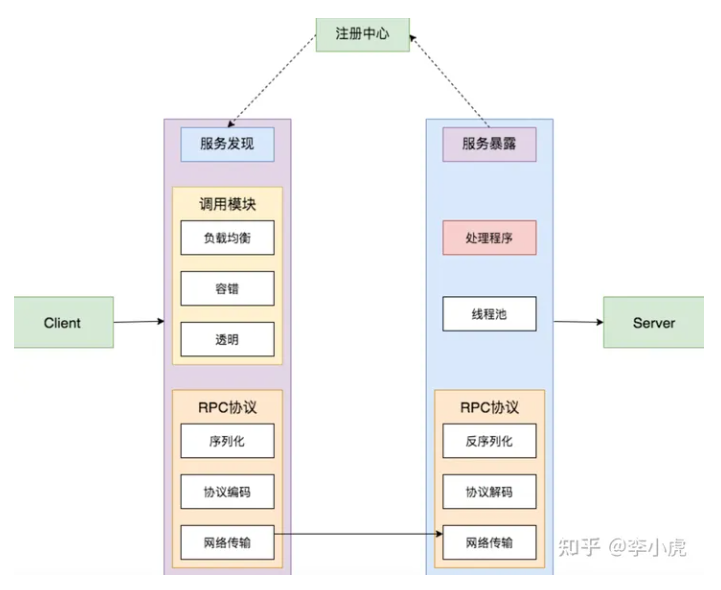 注册中心
服务发现
服务暴露
调用模块
负载均衡
处理程序
容错
线程池
Client
Server
透明
RPC协议
RPC协议
序列化
反序列化
协议编码
协议解码
网络传输
网络传输
知乎 @李小虎